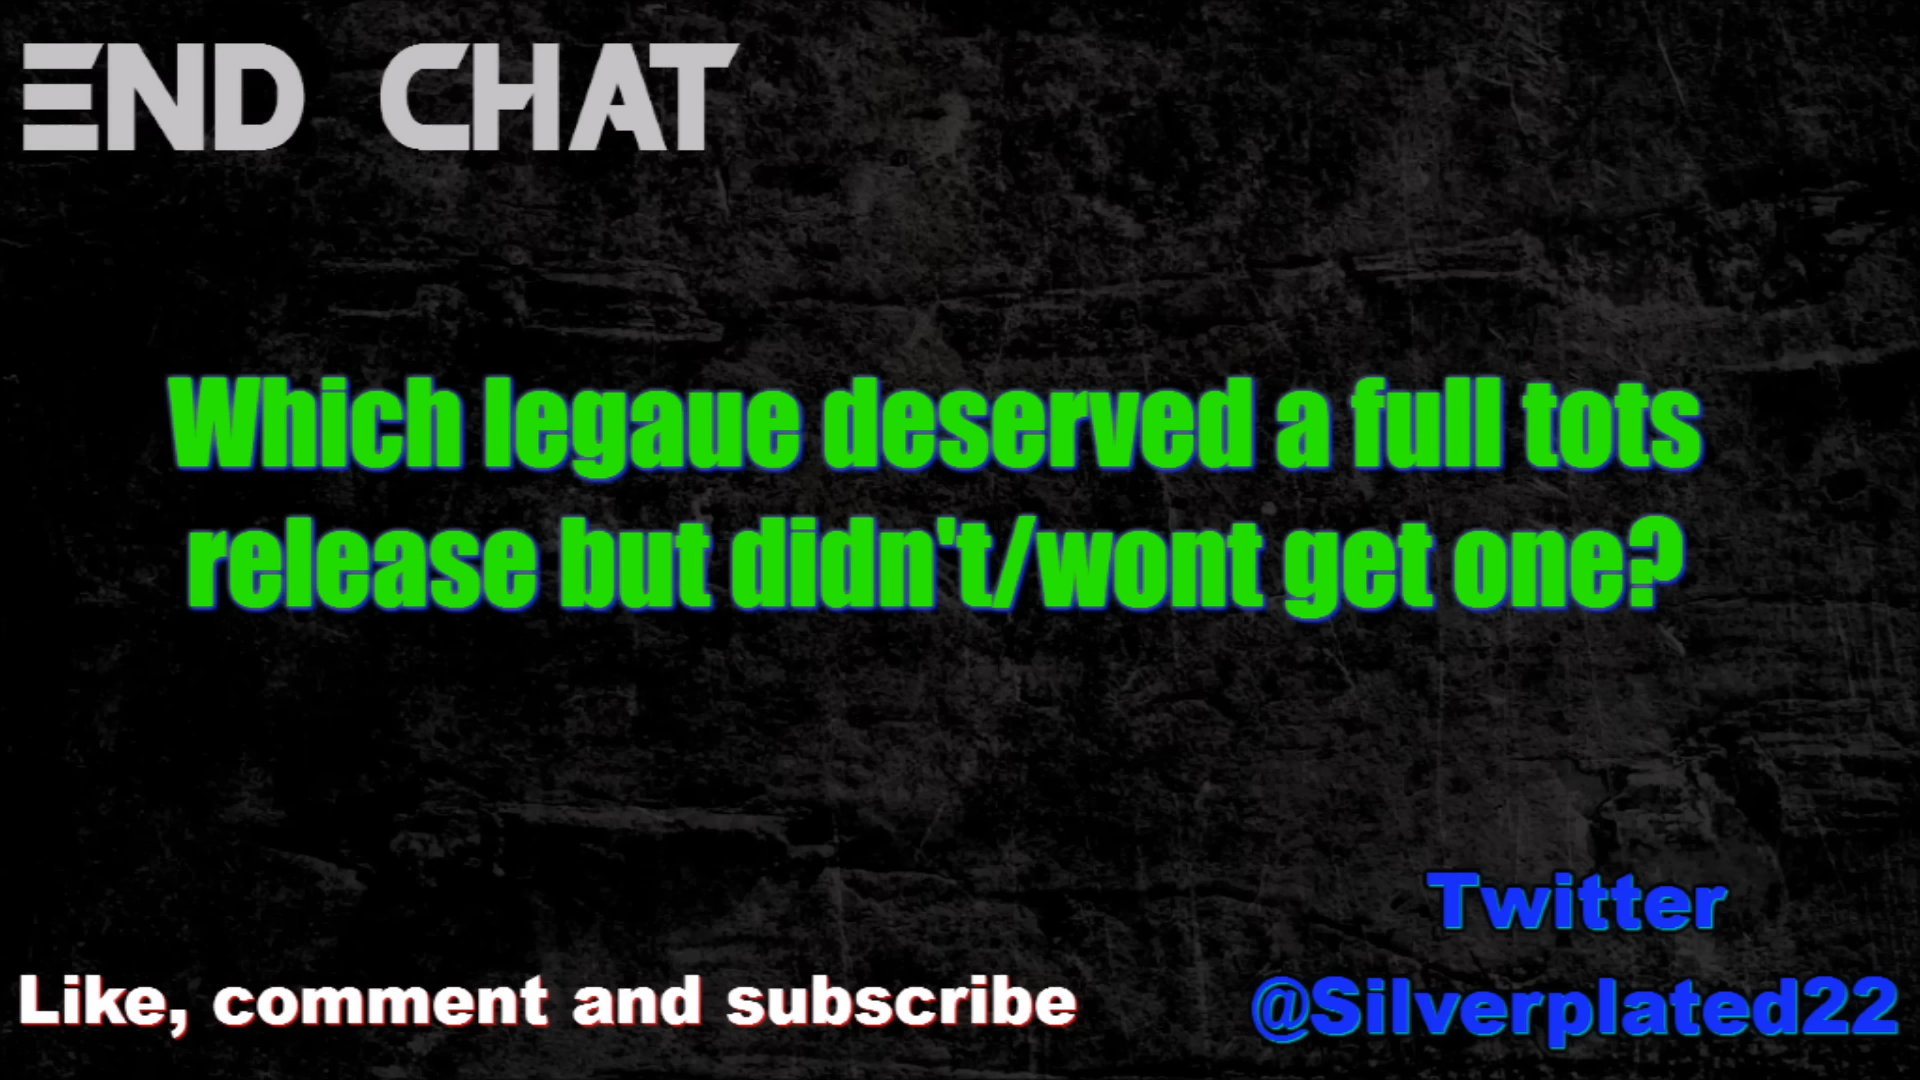 END CHAT
Which legaue deserved a full tots
release but didn't/wont get one?
Twitter
Like, comment and subscribe
@Silverplated22